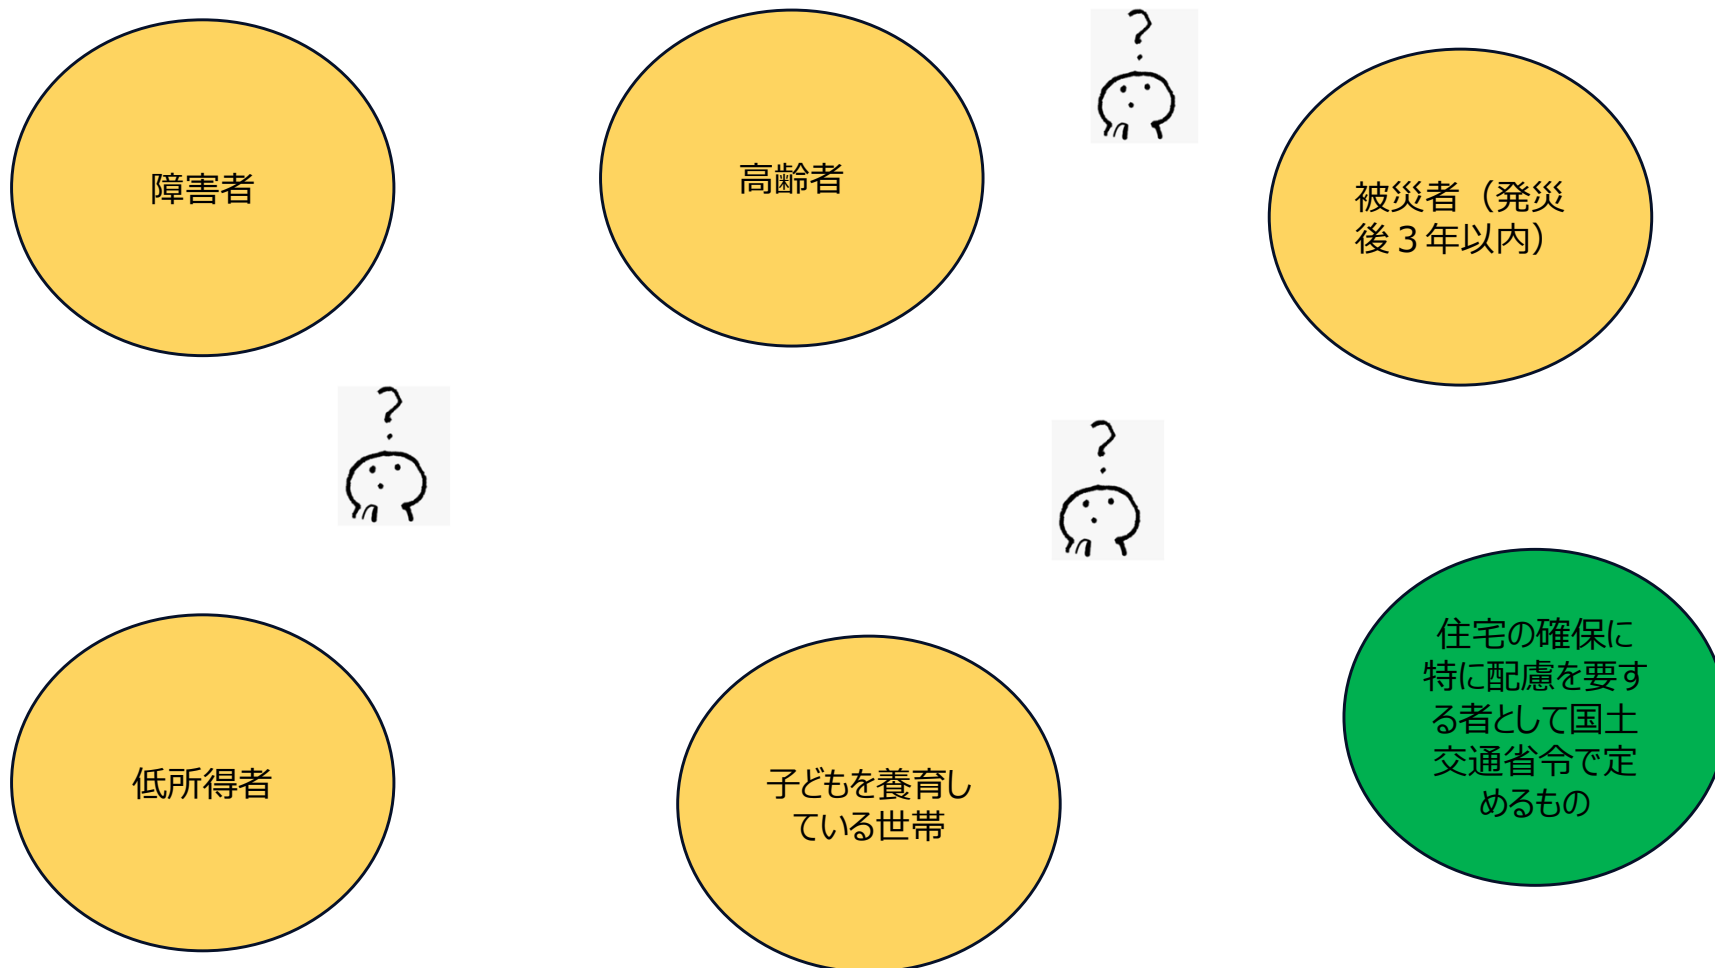 ?
障害者
高齢者
被災者（発災
後３年以内）
?
?
住宅の確保に
特に配慮を要す
る者として国土
交通省令で定
めるもの
低所得者
子どもを養育し
ている世帯